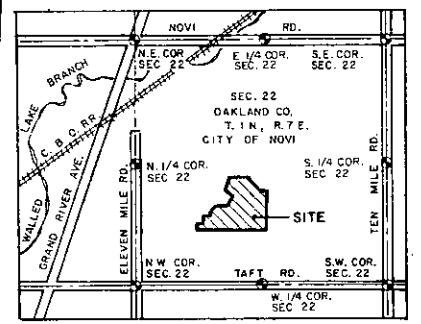 NOVI RD.
N.E. COR.
SEC. 22
E 1/4 COR.
SEC. 22
S.E. COR.
SEC. 22
BRANCH
LAKE
WALLED
C. & O. RR.
GRAND RIVER AVE.
ELEVEN MILE RD.
SEC. 22
OAKLAND CO,
T. 1 N, R. 7 E.
CITY OF NOVI
N. 1/4 COR.
SEC 22
S. 1/4 COR.
SEC. 22
TEN MILE RD.
SITE
N W COR.
SEC. 22
TAFT RD.
S.W. COR.
SEC. 22
W. 1/4 COR.
SEC 22